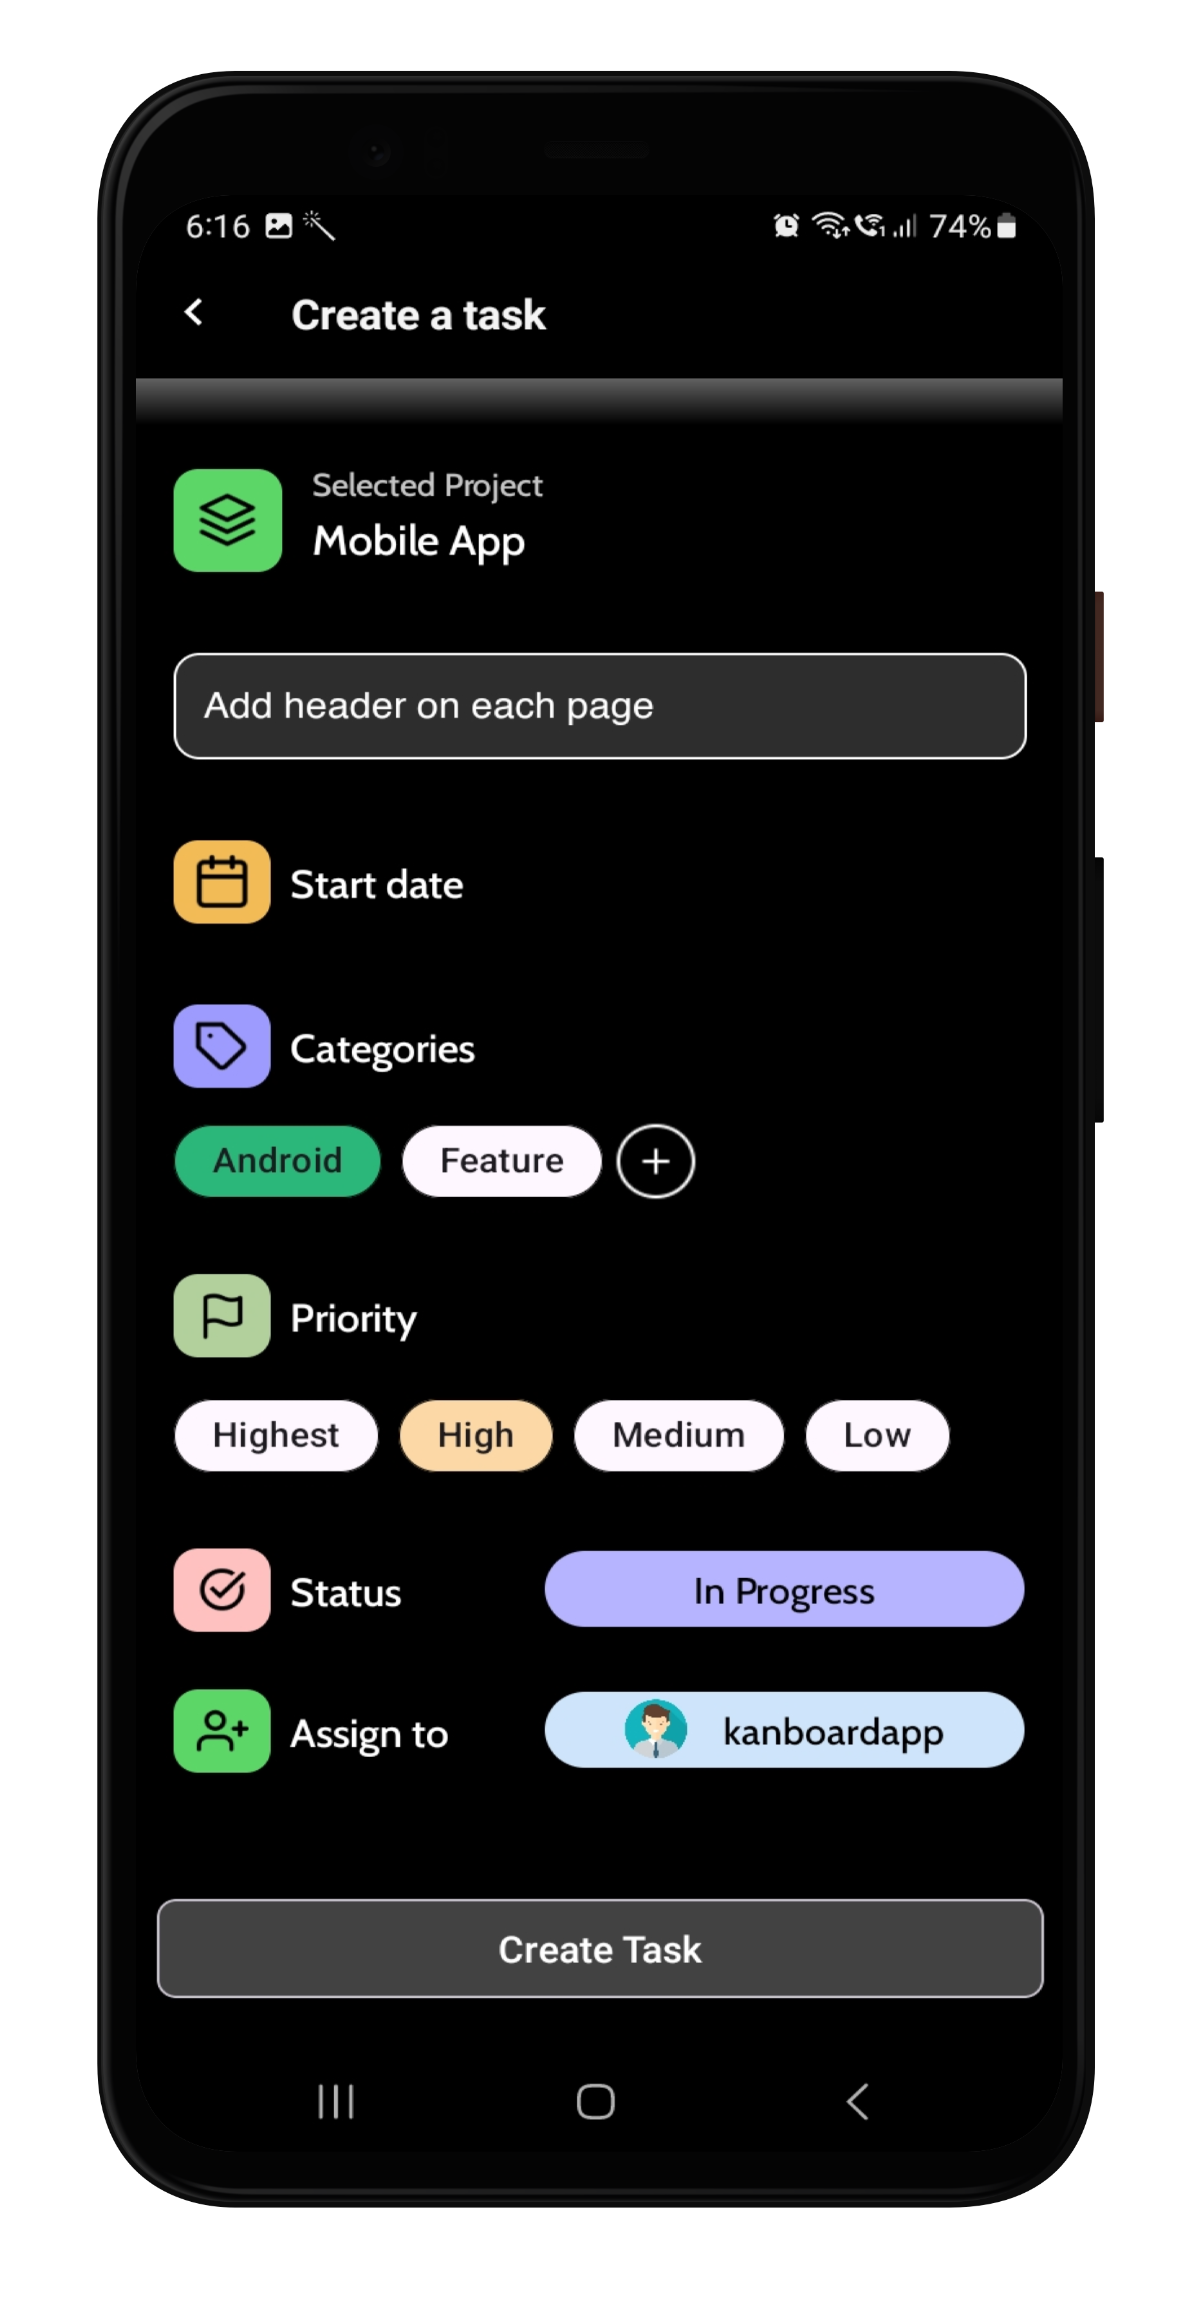 6:16 74%
Create a task
Selected Project
Mobile App
Add header on each page
Start date
Categories
Android Feature +
Priority
Highest High Medium Low
Status In Progress
Assign to kanboardapp
Create Task